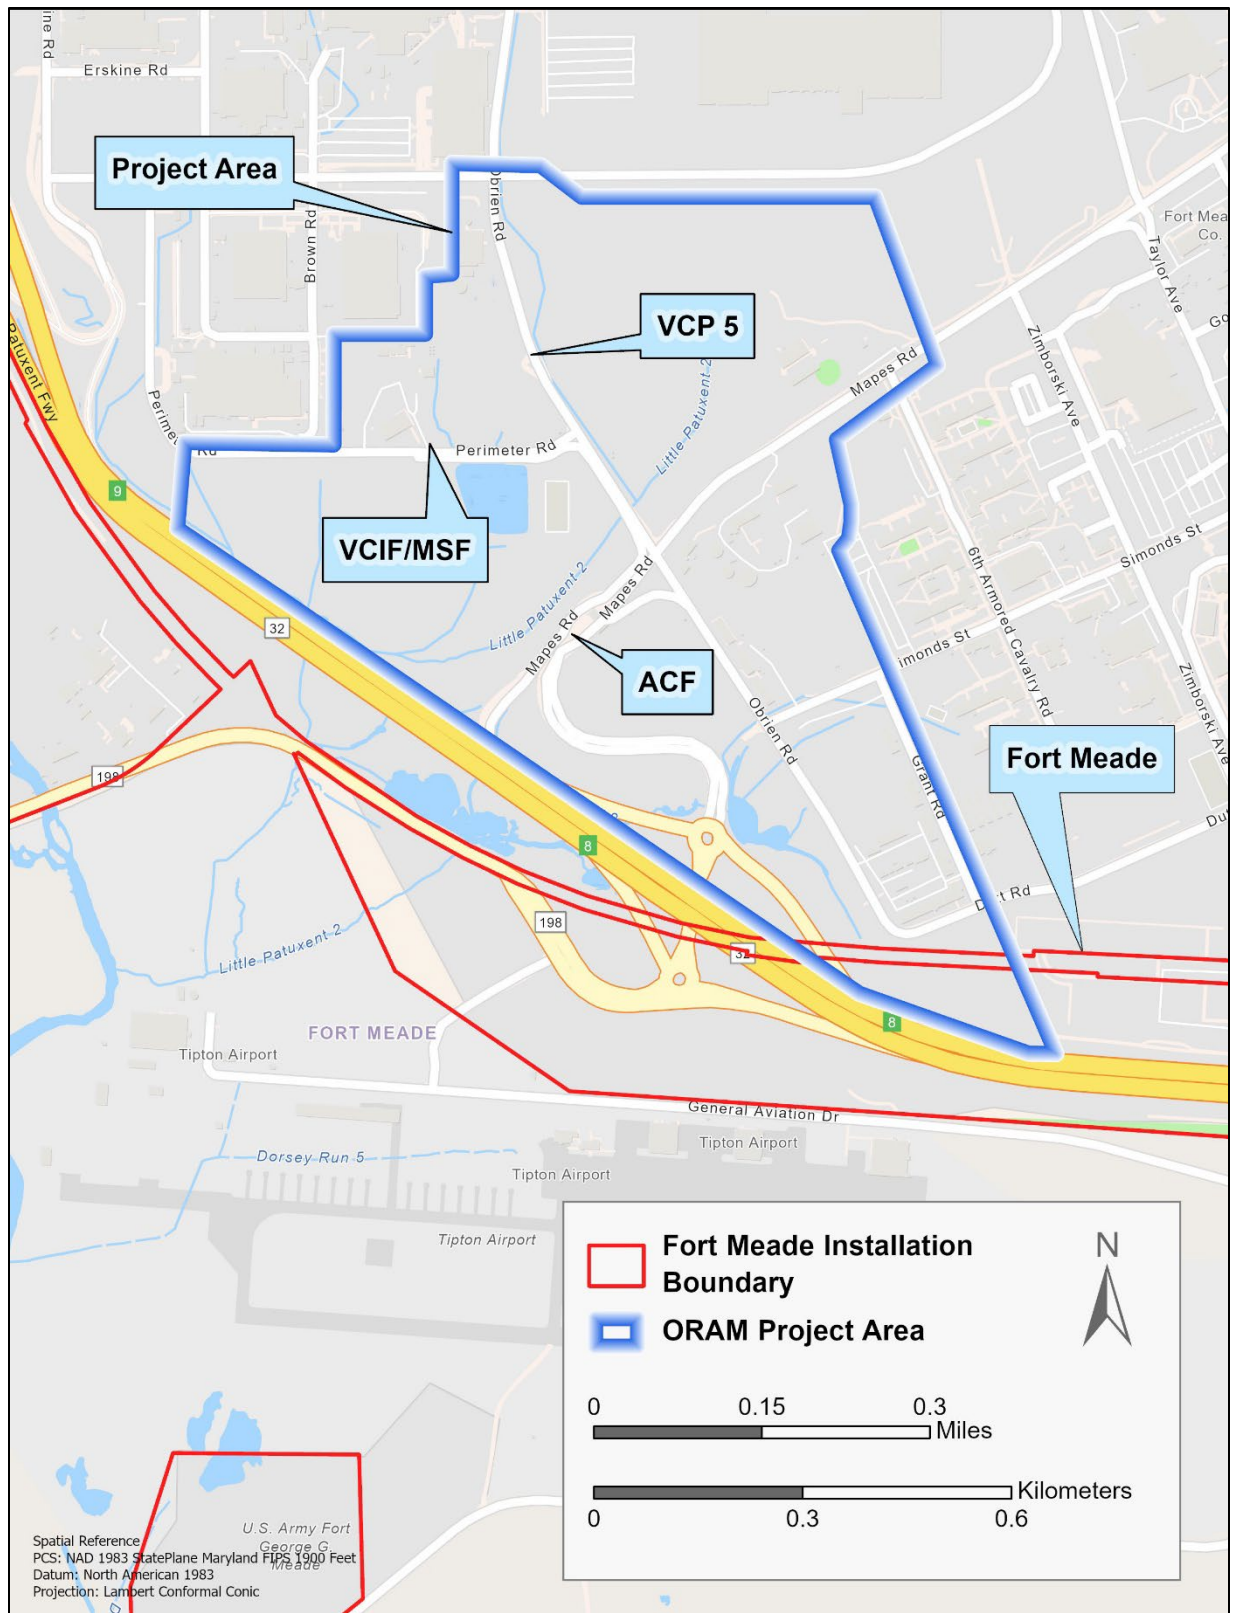 ine Rd
Erskine Rd
Project Area
Obrien Rd
Brown Rd
Fort Mea
Co.
Taylor Ave
Go
VCP 5
Zimborski Ave
Patuxent Fwy
Mapes Rd
Little Patuxent 2
Perimet
Rd
Perimeter Rd
9
VCIF/MSF
Simonds St
6th Armored Cavalry Rd
Little Patuxent 2
Mapes Rd
Mapes Rd
32
imonds St
ACF
Zimborski Ave
Obrien Rd
Fort Meade
Grant Rd
198
Du
8
198
Dutt Rd
32
Little Patuxent 2
8
FORT MEADE
Tipton Airport
General Aviation Dr
Tipton Airport
Dorsey Run 5
Tipton Airport
Tipton Airport
Fort Meade Installation
Boundary
N
ORAM Project Area
0 0.15 0.3
Miles
Kilometers
0 0.3 0.6
U.S. Army Fort
George G.
Meade
Spatial Reference
PCS: NAD 1983 StatePlane Maryland FIPS 1900 Feet
Datum: North American 1983
Projection: Lambert Conformal Conic
D